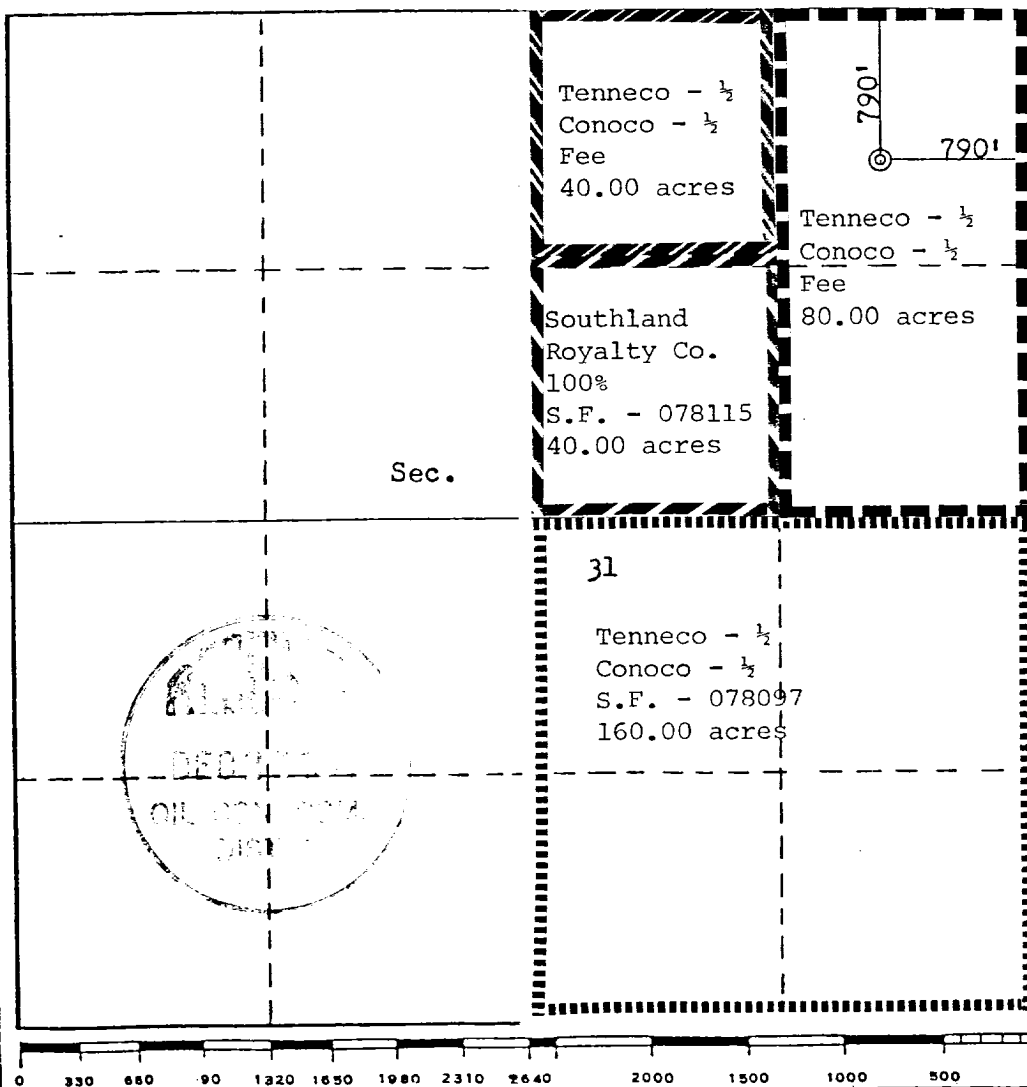 Tenneco - ½
Conoco - ½
Fee
40.00 acres
790'
790'
Tenneco - ½
Conoco - ½
Fee
80.00 acres
Southland
Royalty Co.
100%
S.F. - 078115
40.00 acres
Sec.
31
Tenneco - ½
Conoco - ½
S.F. - 078097
160.00 acres
OIL
0 330 660 90 1320 1650 1980 2310 2640 2000 1500 1000 500